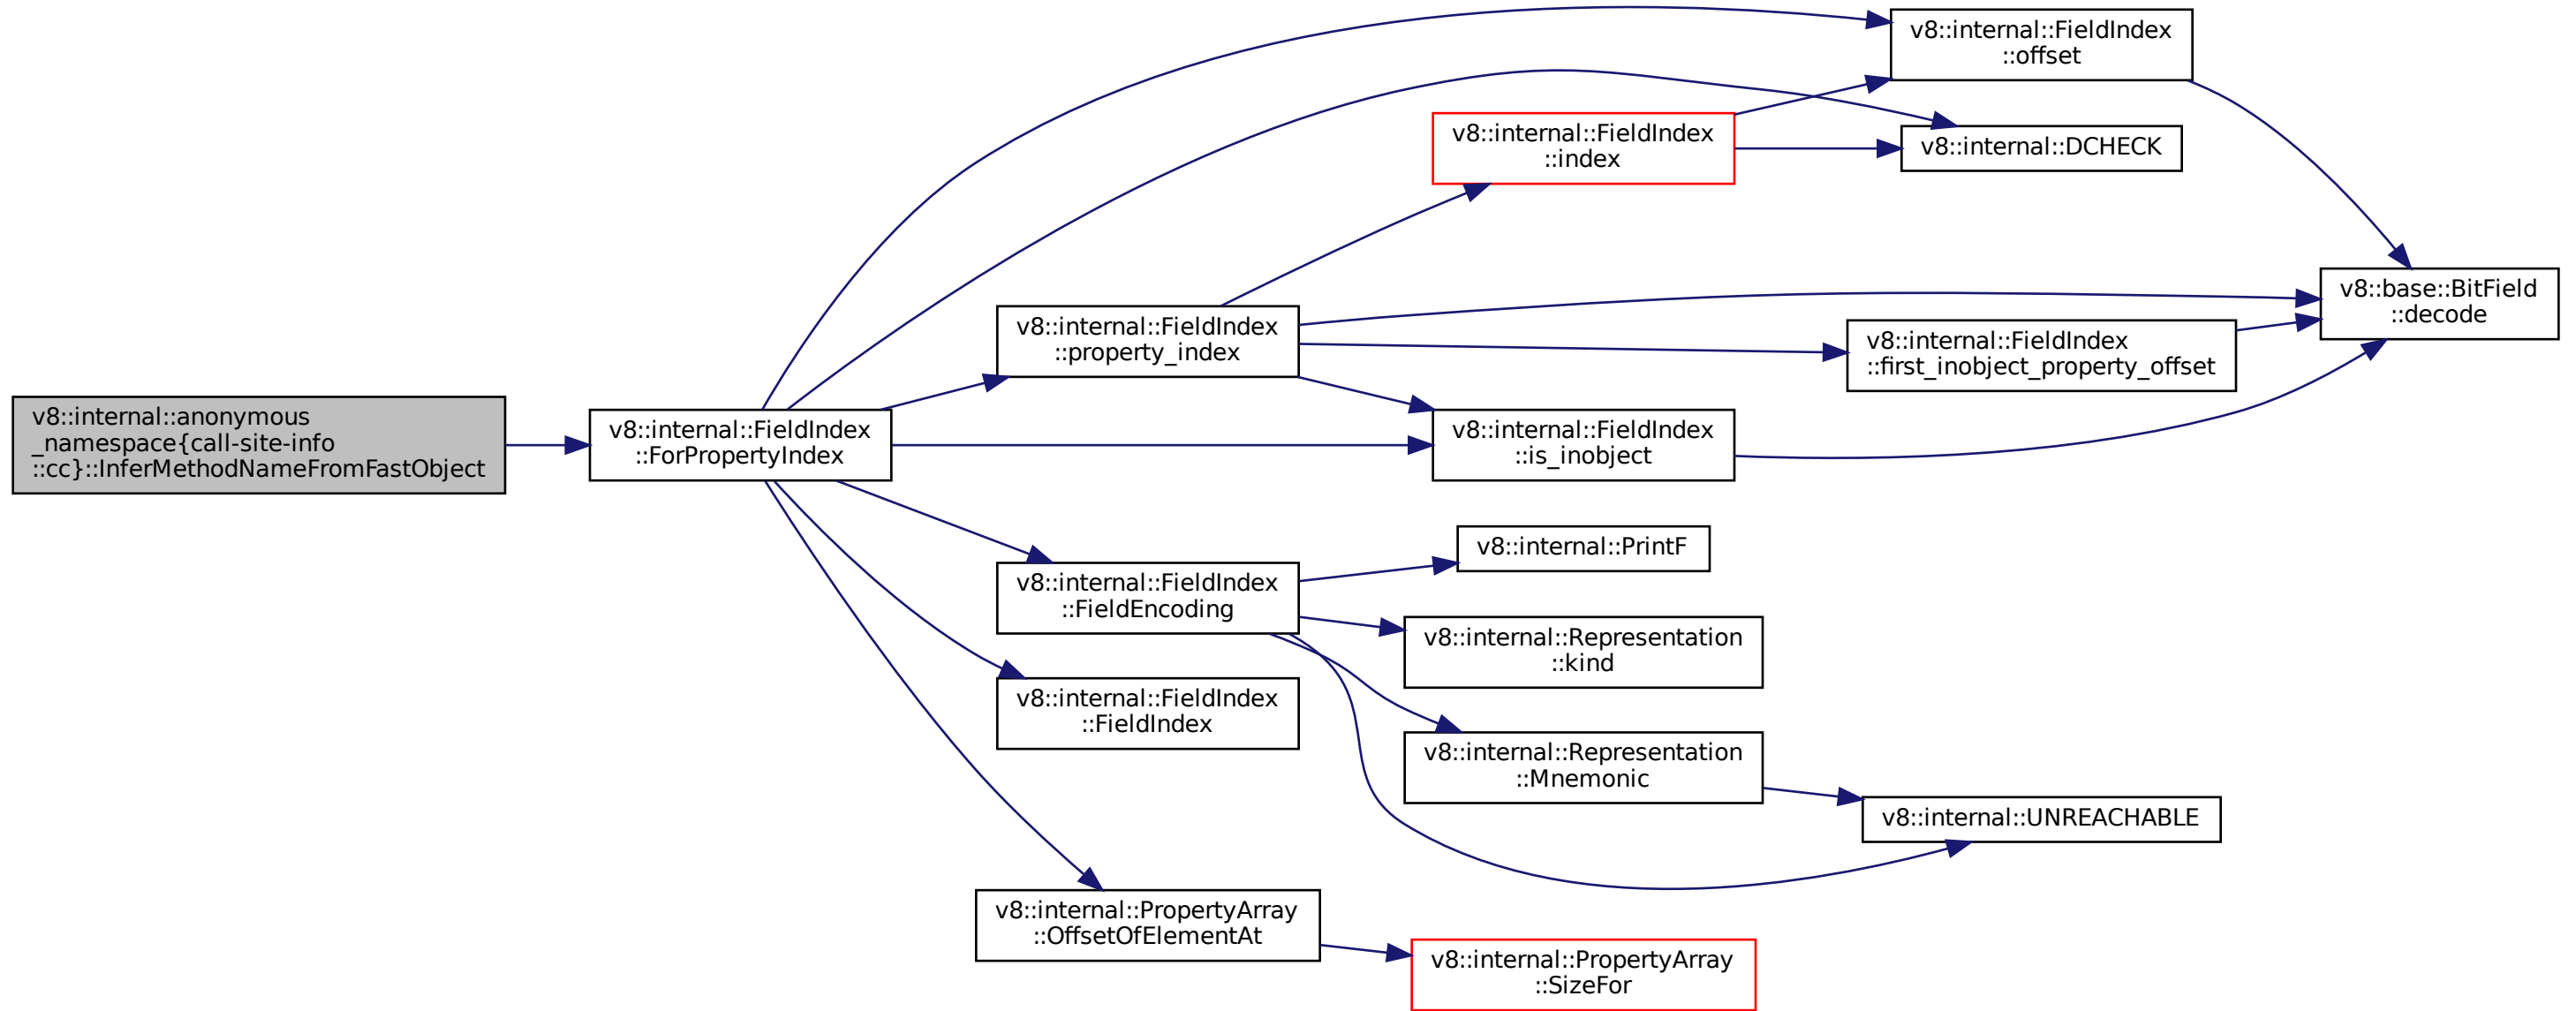 v8::internal::anonymous
_namespace{call-site-info
::cc}::InferMethodNameFromFastObject
v8::internal::FieldIndex
::ForPropertyIndex
v8::internal::FieldIndex
::offset
v8::internal::DCHECK
v8::internal::FieldIndex
::index
v8::internal::FieldIndex
::property_index
v8::base::BitField
::decode
v8::internal::FieldIndex
::first_inobject_property_offset
v8::internal::FieldIndex
::is_inobject
v8::internal::FieldIndex
::FieldEncoding
v8::internal::PrintF
v8::internal::Representation
::kind
v8::internal::Representation
::Mnemonic
v8::internal::UNREACHABLE
v8::internal::FieldIndex
::FieldIndex
v8::internal::PropertyArray
::OffsetOfElementAt
v8::internal::PropertyArray
::SizeFor